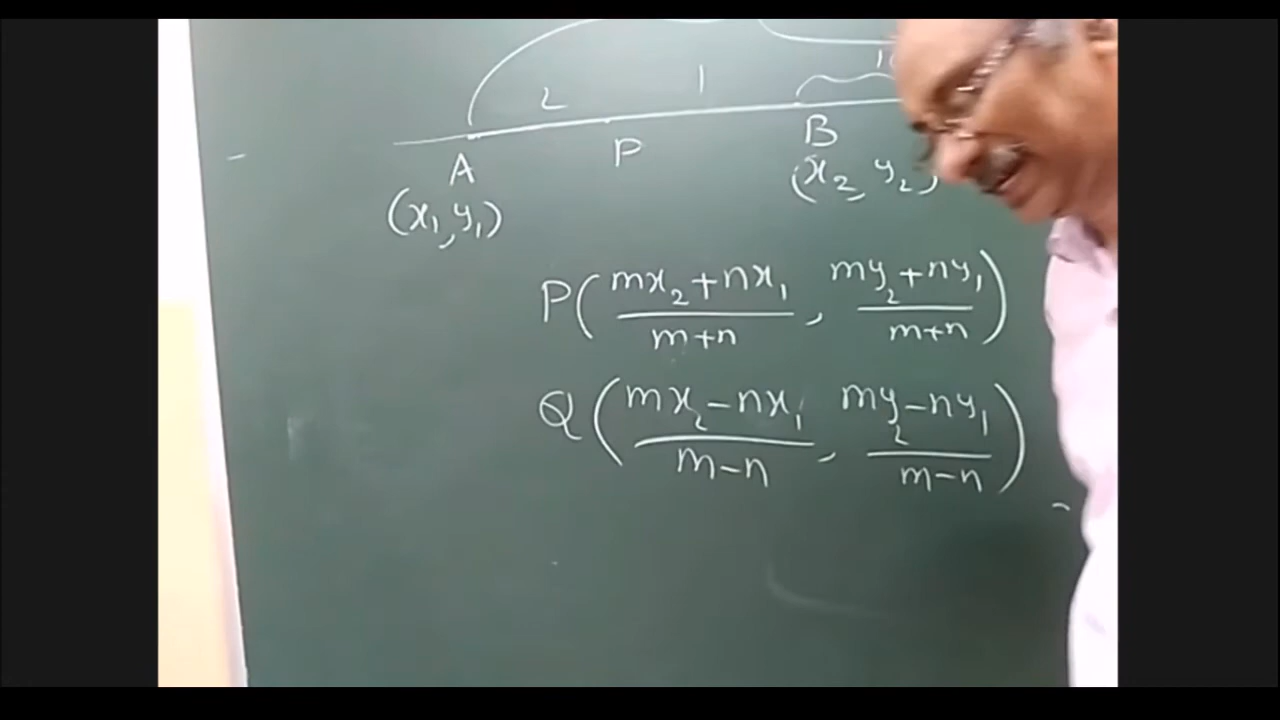 2 1
A P B
(x₁, y₁) (x₂, y₂)
P(mx₂+nx₁/m+n, my₂+ny₁/m+n)
Q(mx₂-nx₁/m-n, my₂-ny₁/m-n)